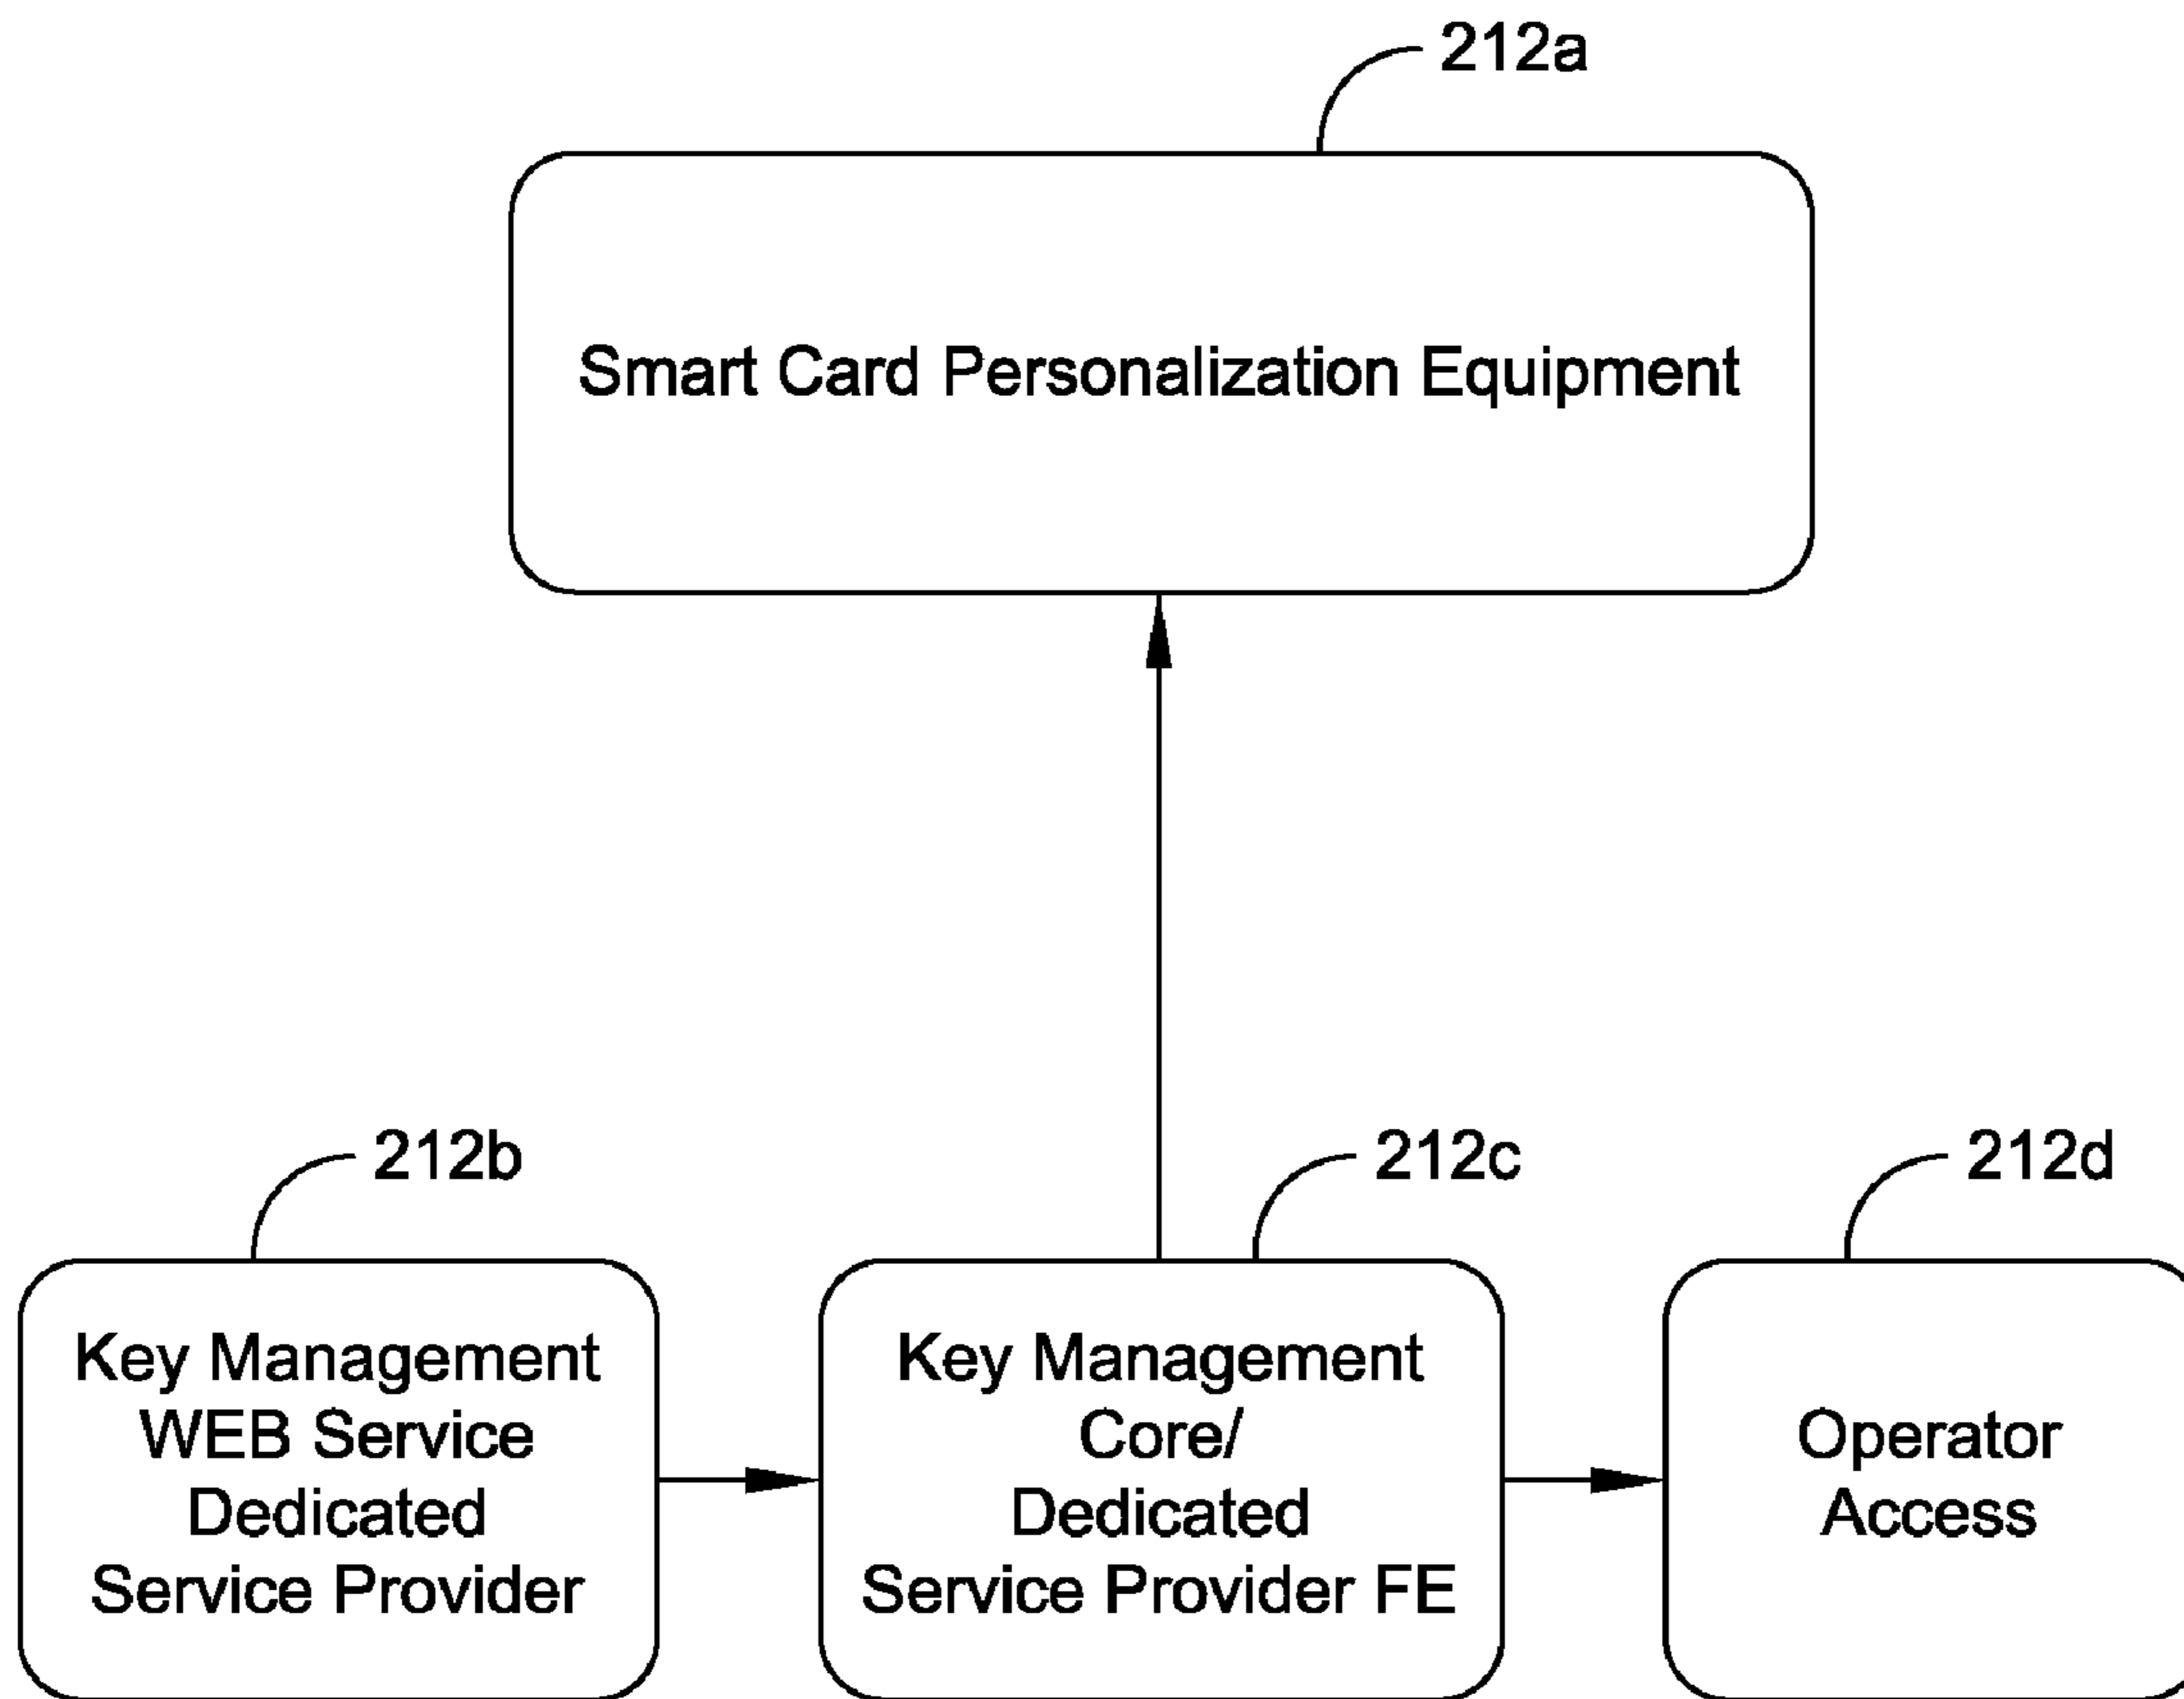 212a
Smart Card Personalization Equipment
212b
Key Management
WEB Service
Dedicated
Service Provider
212c
Key Management
Core/
Dedicated
Service Provider FE
212d
Operator
Access